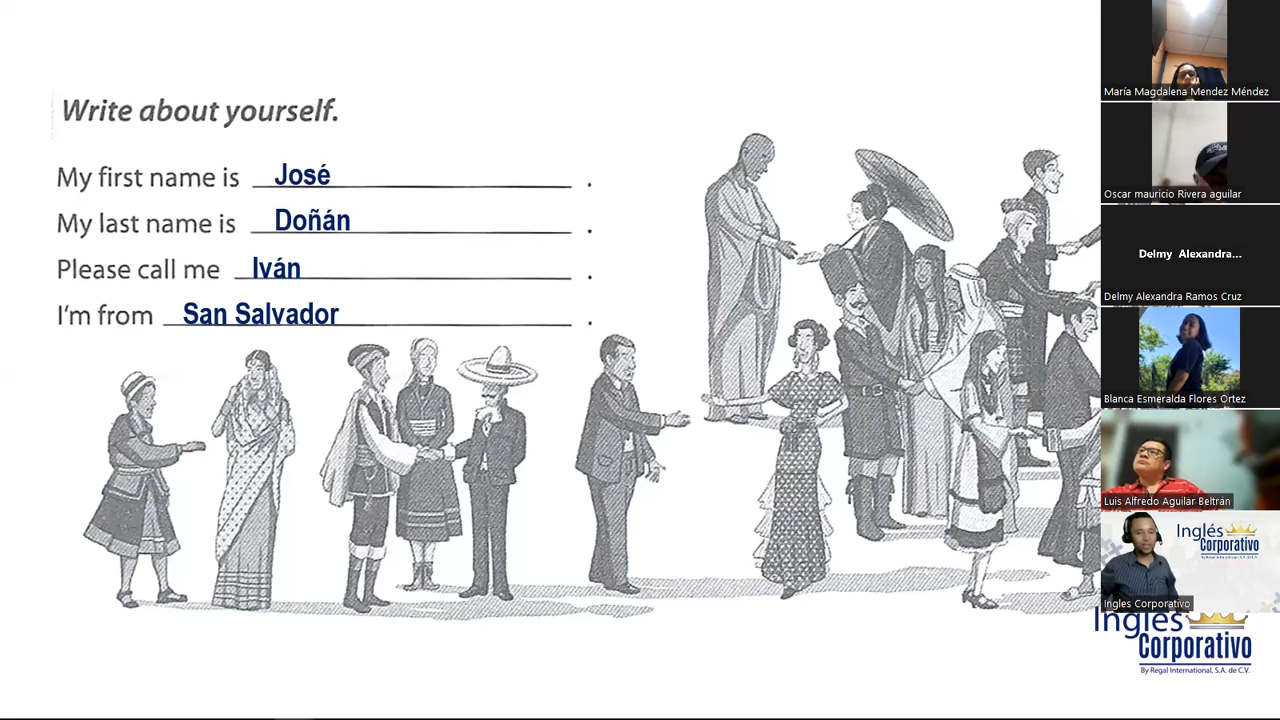 Write about yourself.
My first name is José .
My last name is Doñán .
Please call me Iván .
I'm from San Salvador .
María Magdalena Mendez Méndez
Oscar mauricio Rivera aguilar
Delmy Alexandra...
Delmy Alexandra Ramos Cruz
Blanca Esmeralda Flores Ortez
Luis Alfredo Aguilar Beltrán
Inglés
Corporativo
Ingles Corporativo
Inglés
Corporativo
By Regal International, S.A. de C.V.